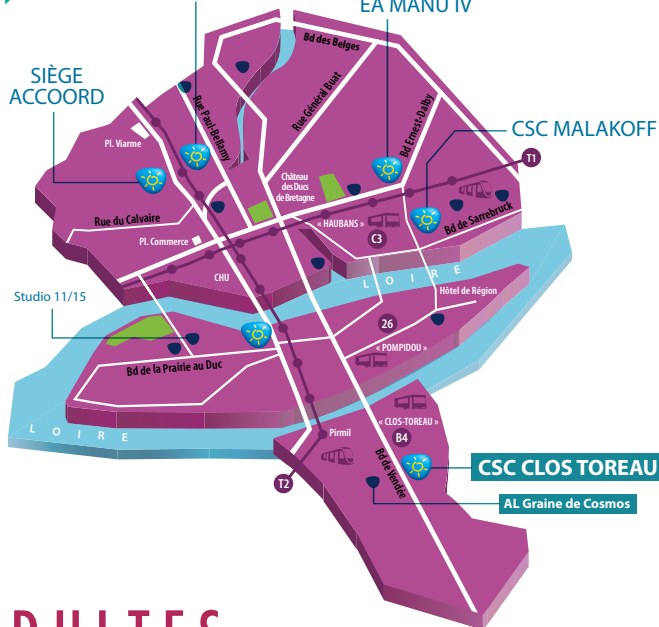 EA MANU IV
Bd des Belges
SIÈGE
ACCOORD
Rue Général Buat
Rue Paul-Bellamy
Bd Ernest-Dalby
CSC MALAKOFF
Pl. Viarme
T1
Château
des Ducs
de Bretagne
Rue du Calvaire
« HAUBANS »
C3
Bd de Sarrebruck
Pl. Commerce
CHU
LOIRE
Hôtel de Région
Studio 11/15
26
« POMPIDOU »
Bd de la Prairie au Duc
LOIRE
« CLOS-TOREAU »
B4
Pirmil
Bd de Vendée
CSC CLOS TOREAU
T2
AL Graine de Cosmos